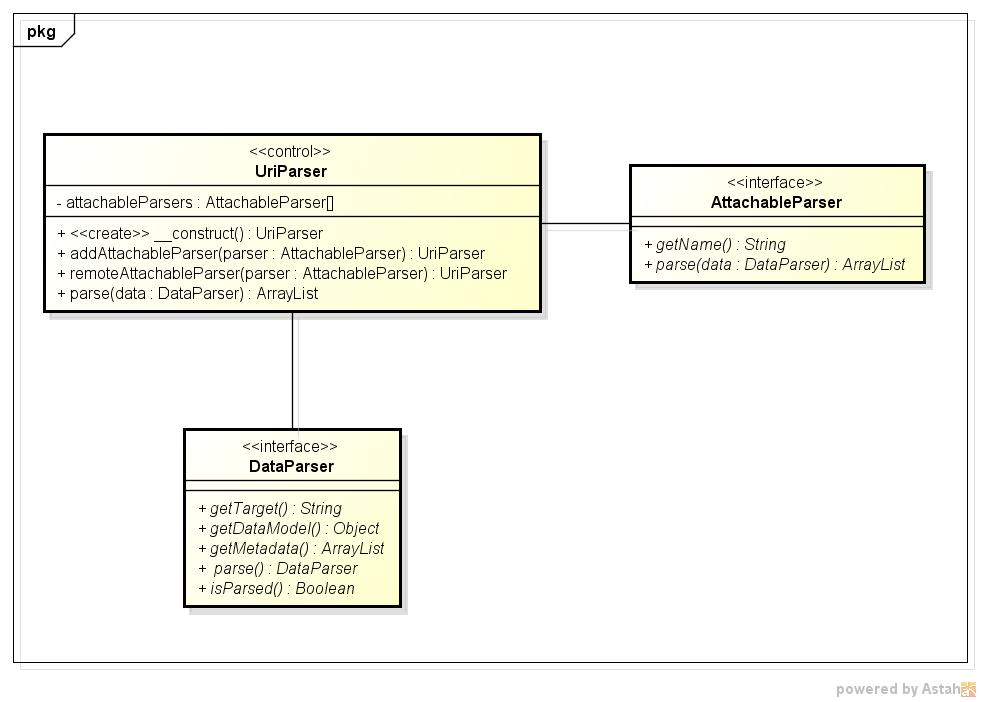 pkg
<<control>>
UriParser
- attachableParsers : AttachableParser[]
+ <<create>> __construct() : UriParser
+ addAttachableParser(parser : AttachableParser) : UriParser
+ remoteAttachableParser(parser : AttachableParser) : UriParser
+ parse(data : DataParser) : ArrayList
<<interface>>
AttachableParser
+ getName() : String
+ parse(data : DataParser) : ArrayList
<<interface>>
DataParser
+ getTarget() : String
+ getDataModel() : Object
+ getMetadata() : ArrayList
+ parse() : DataParser
+ isParsed() : Boolean
powered by Astah